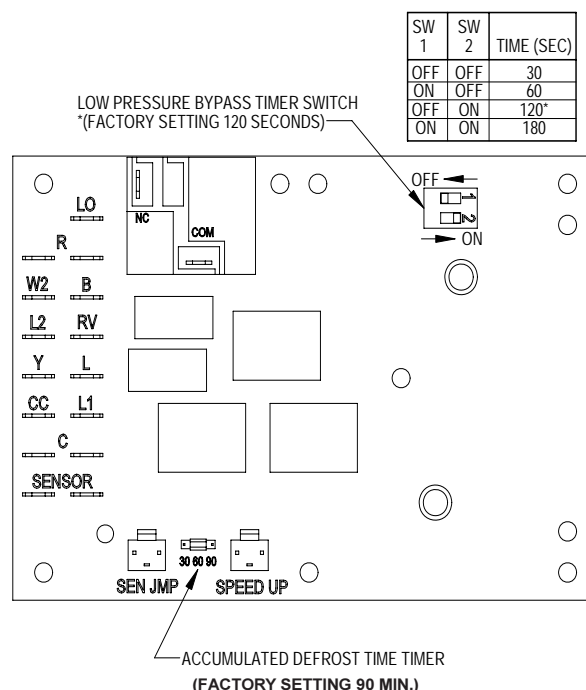 SW 1 SW 2 TIME (SEC)
OFF OFF 30
ON OFF 60
OFF ON 120*
ON ON 180
LOW PRESSURE BYPASS TIMER SWITCH
*(FACTORY SETTING 120 SECONDS)
OFF
1
2
ON
NC
COM
LO
R
W2 B
L2 RV
Y L
CC L1
C
SENSOR
30 60 90
SEN JMP SPEED UP
ACCUMULATED DEFROST TIME TIMER
(FACTORY SETTING 90 MIN.)